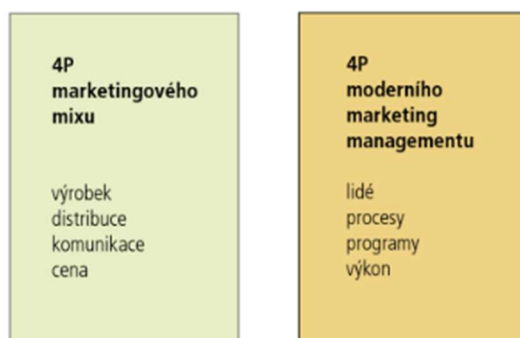 4P
marketingového
mixu
výrobek
distribuce
komunikace
cena
4P
moderního
marketing
managementu
lidé
procesy
programy
výkon